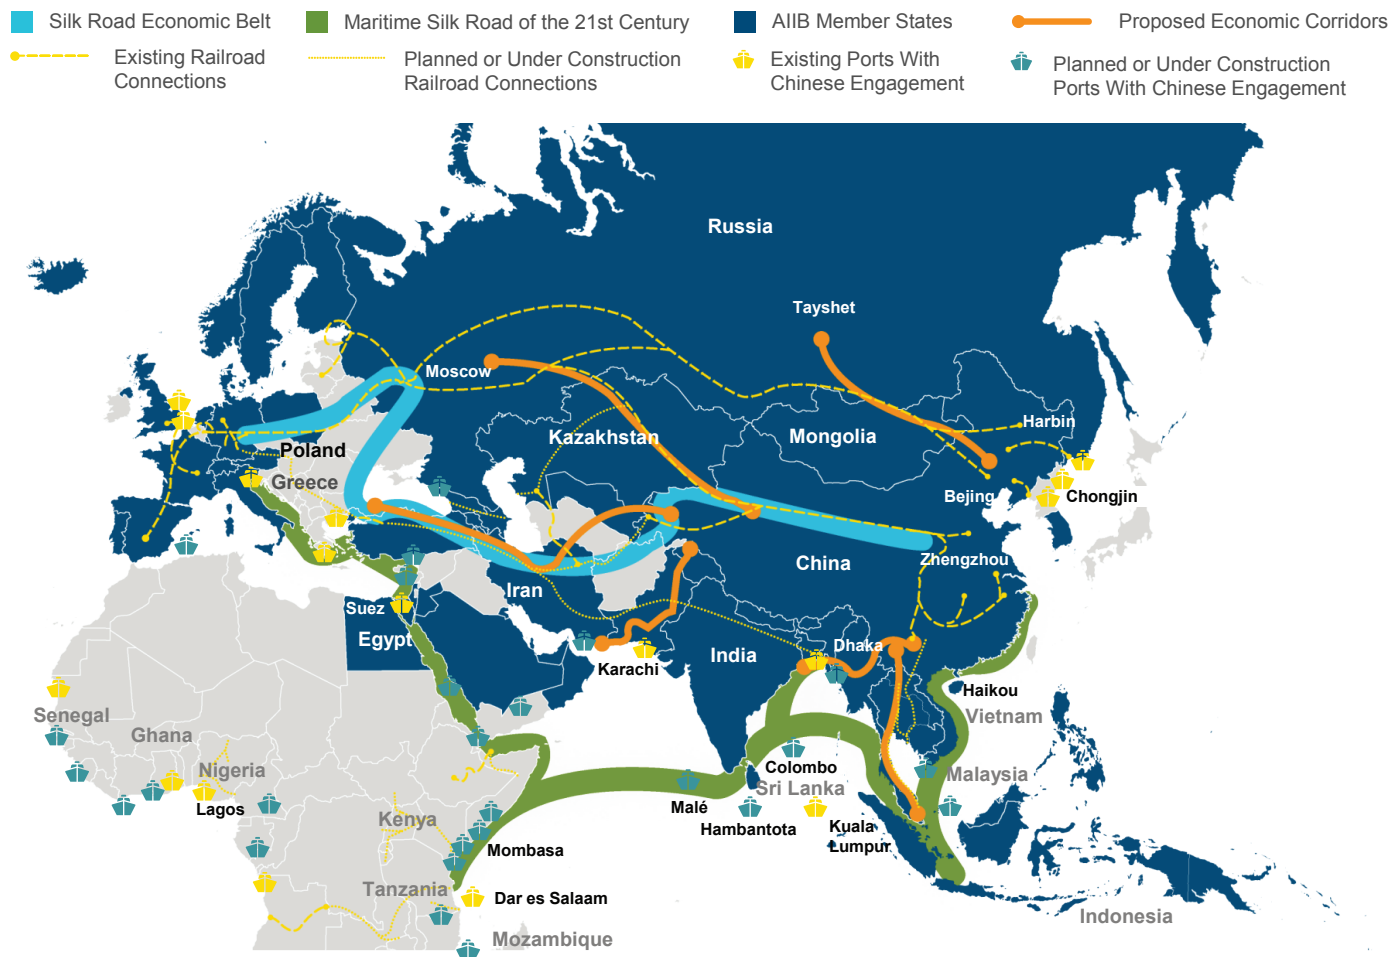 Silk Road Economic Belt
Maritime Silk Road of the 21st Century
AIIB Member States
Proposed Economic Corridors
Existing Railroad
Connections
Planned or Under Construction
Railroad Connections
Existing Ports With
Chinese Engagement
Planned or Under Construction
Ports With Chinese Engagement
Russia
Tayshet
Moscow
Harbin
Kazakhstan
Mongolia
Poland
Greece
Bejing
Chongjin
China
Zhengzhou
Iran
Suez
Egypt
Dhaka
India
Karachi
Haikou
Vietnam
Senegal
Ghana
Nigeria
Lagos
Colombo
Sri Lanka
Malaysia
Malé
Hambantota
Kuala
Lumpur
Kenya
Mombasa
Tanzania
Dar es Salaam
Indonesia
Mozambique